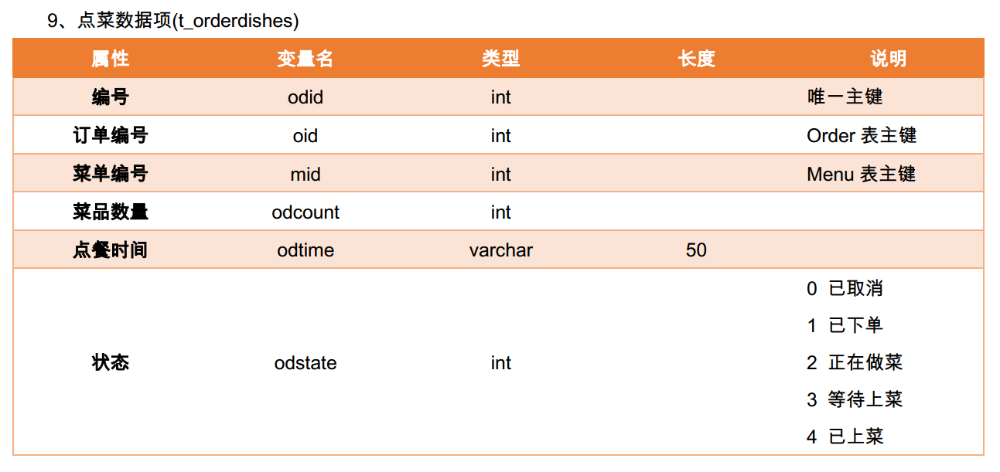 9、点菜数据项(t_orderdishes)
属性 变量名 类型 长度 说明
编号 odid int 唯一主键
订单编号 oid int Order 表主键
菜单编号 mid int Menu 表主键
菜品数量 odcount int
点餐时间 odtime varchar 50
状态 odstate int
0 已取消
1 已下单
2 正在做菜
3 等待上菜
4 已上菜